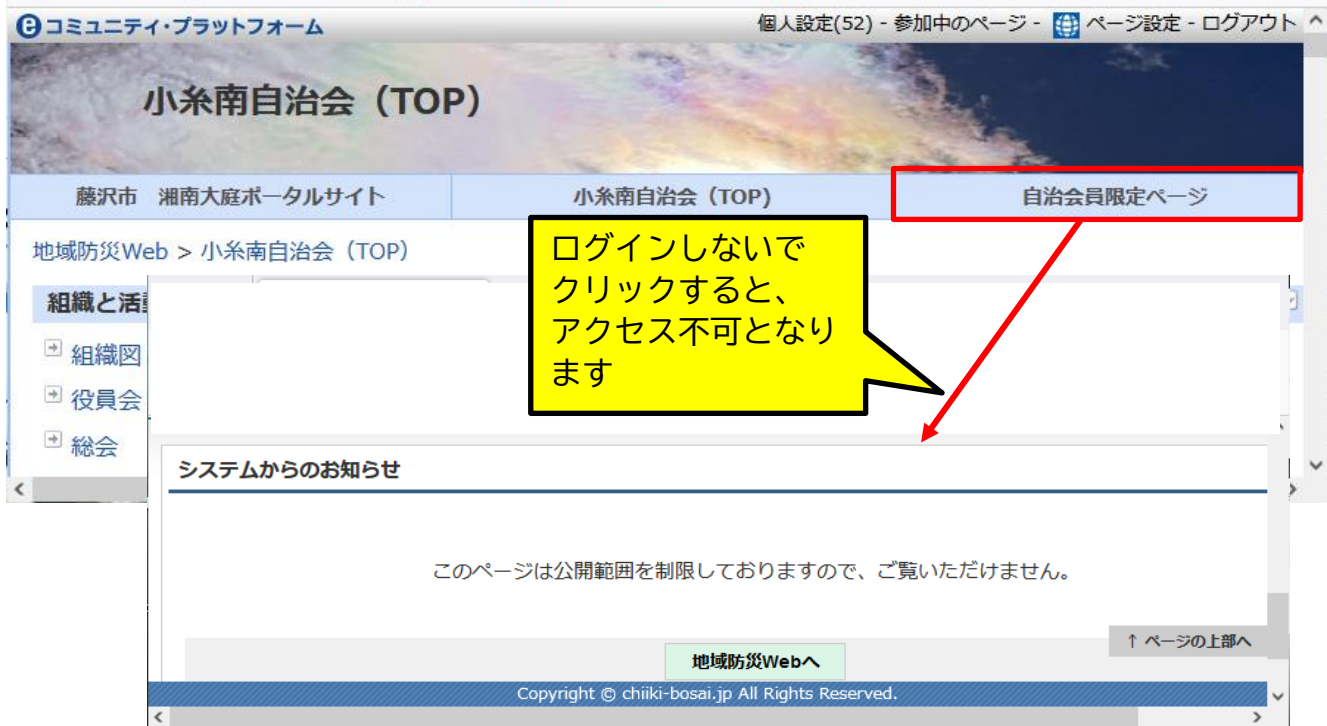 eコミュニティ・プラットフォーム
個人設定(52) - 参加中のページ - ページ設定 - ログアウト
小糸南自治会（TOP）
藤沢市　湘南大庭ポータルサイト
小糸南自治会（TOP)
自治会員限定ページ
地域防災Web > 小糸南自治会（TOP）
ログインしないで
クリックすると、
アクセス不可となり
ます
組織と活
組織図
役員会
総会
システムからのお知らせ
このページは公開範囲を制限しておりますので、ご覧いただけません。
↑ ページの上部へ
地域防災Webへ
Copyright © chiiki-bosai.jp All Rights Reserved.